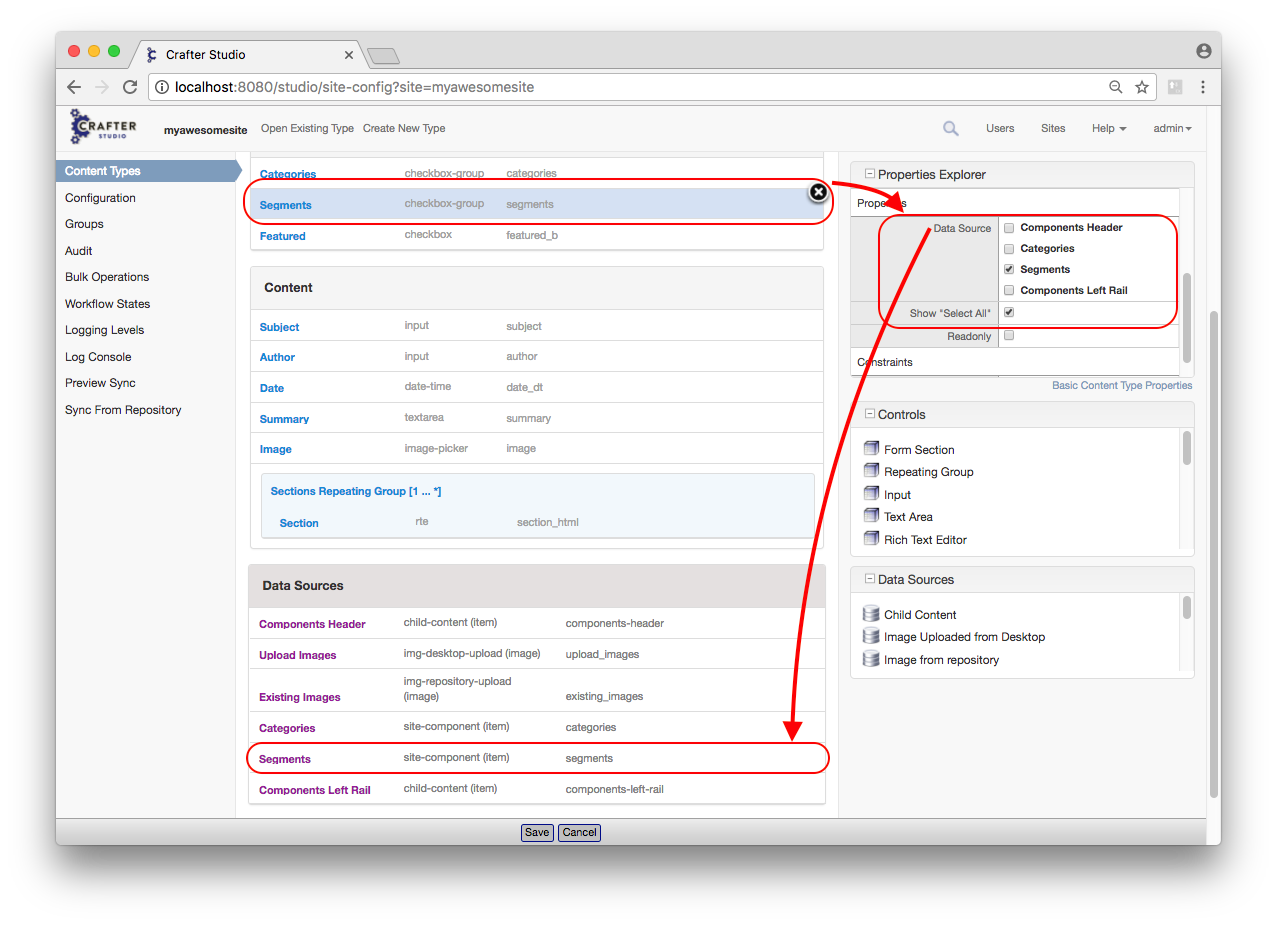 Crafter Studio
localhost:8080/studio/site-config?site=myawesomesite
CRAFTER
STUDIO
myawesomesite Open Existing Type Create New Type
Users Sites Help admin
Content Types
Configuration
Groups
Audit
Bulk Operations
Workflow States
Logging Levels
Log Console
Preview Sync
Sync From Repository
Categories checkbox-group categories
Segments checkbox-group segments
Featured checkbox featured_b
Content
Subject input subject
Author input author
Date date-time date_dt
Summary textarea summary
Image image-picker image
Sections Repeating Group [1 ... *]
Section rte section_html
Data Sources
Components Header child-content (item) components-header
Upload Images img-desktop-upload (image) upload_images
img-repository-upload
Existing Images (image) existing_images
Categories site-component (item) categories
Segments site-component (item) segments
Components Left Rail child-content (item) components-left-rail
Save Cancel
Properties Explorer
Properties
Data Source Components Header
Categories
Segments
Components Left Rail
Show "Select All"
Readonly
Constraints
Basic Content Type Properties
Controls
Form Section
Repeating Group
Input
Text Area
Rich Text Editor
Data Sources
Child Content
Image Uploaded from Desktop
Image from repository